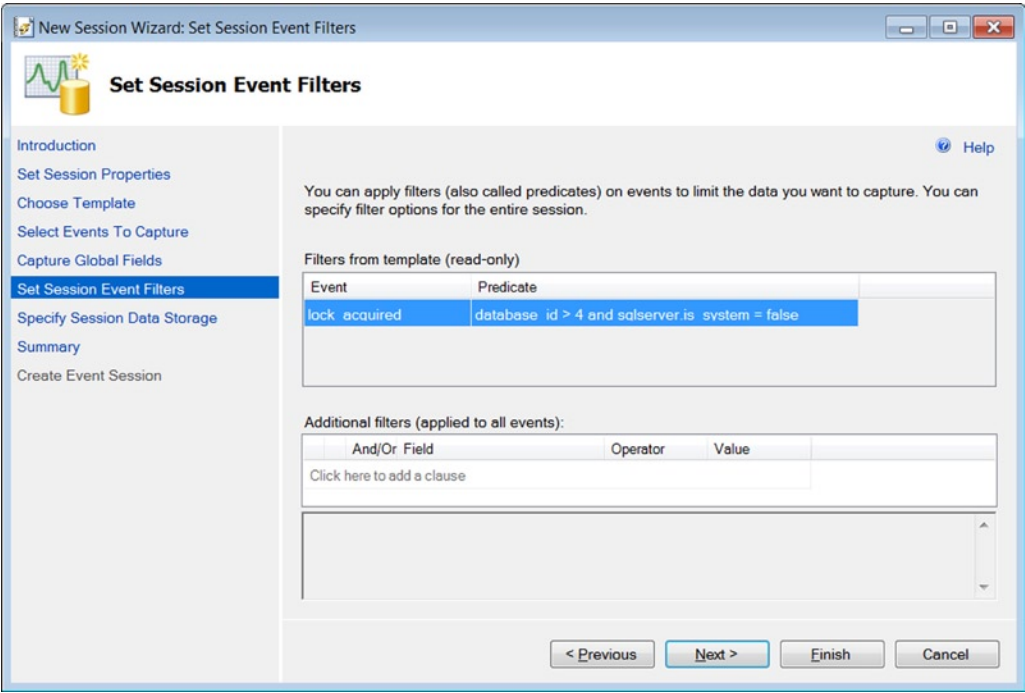 New Session Wizard: Set Session Event Filters
Set Session Event Filters
Introduction
Set Session Properties
Choose Template
Select Events To Capture
Capture Global Fields
Set Session Event Filters
Specify Session Data Storage
Summary
Create Event Session
Help
You can apply filters (also called predicates) on events to limit the data you want to capture. You can
specify filter options for the entire session.
Filters from template (read-only)
Event Predicate
lock_acquired database_id > 4 and sqlserver.is_system = false
Additional filters (applied to all events):
And/Or Field Operator Value
Click here to add a clause
< Previous Next > Finish Cancel